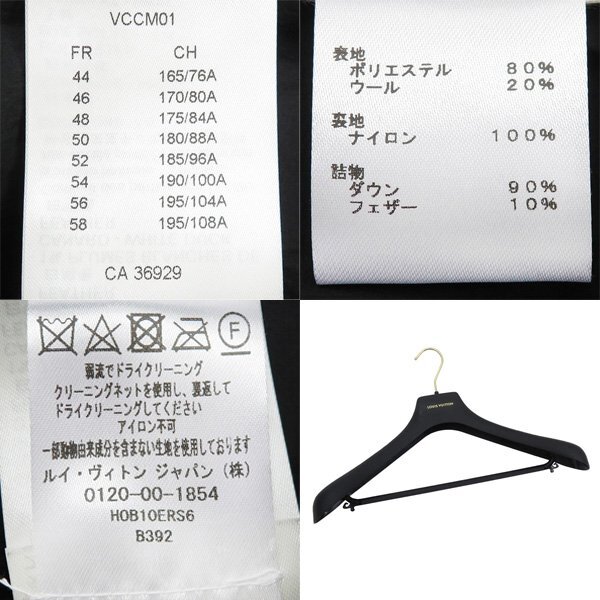 VCCM01
FR CH
44 165/76A
46 170/80A
48 175/84A
50 180/88A
52 185/96A
54 190/100A
56 195/104A
58 195/108A
CA 36929
表地
ポリエステル 80%
ウール 20%
裏地
ナイロン 100%
詰物
ダウン 90%
フェザー 10%
F
弱流でドライクリーニング
クリーニングネットを使用し、裏返して
ドライクリーニングしてください
アイロン不可
一部動物由来成分を含まない生地を使用しております
ルイ・ヴィトン ジャパン(株)
0120-00-1854
H0B10ERS6
B392
LOUIS VUITTON